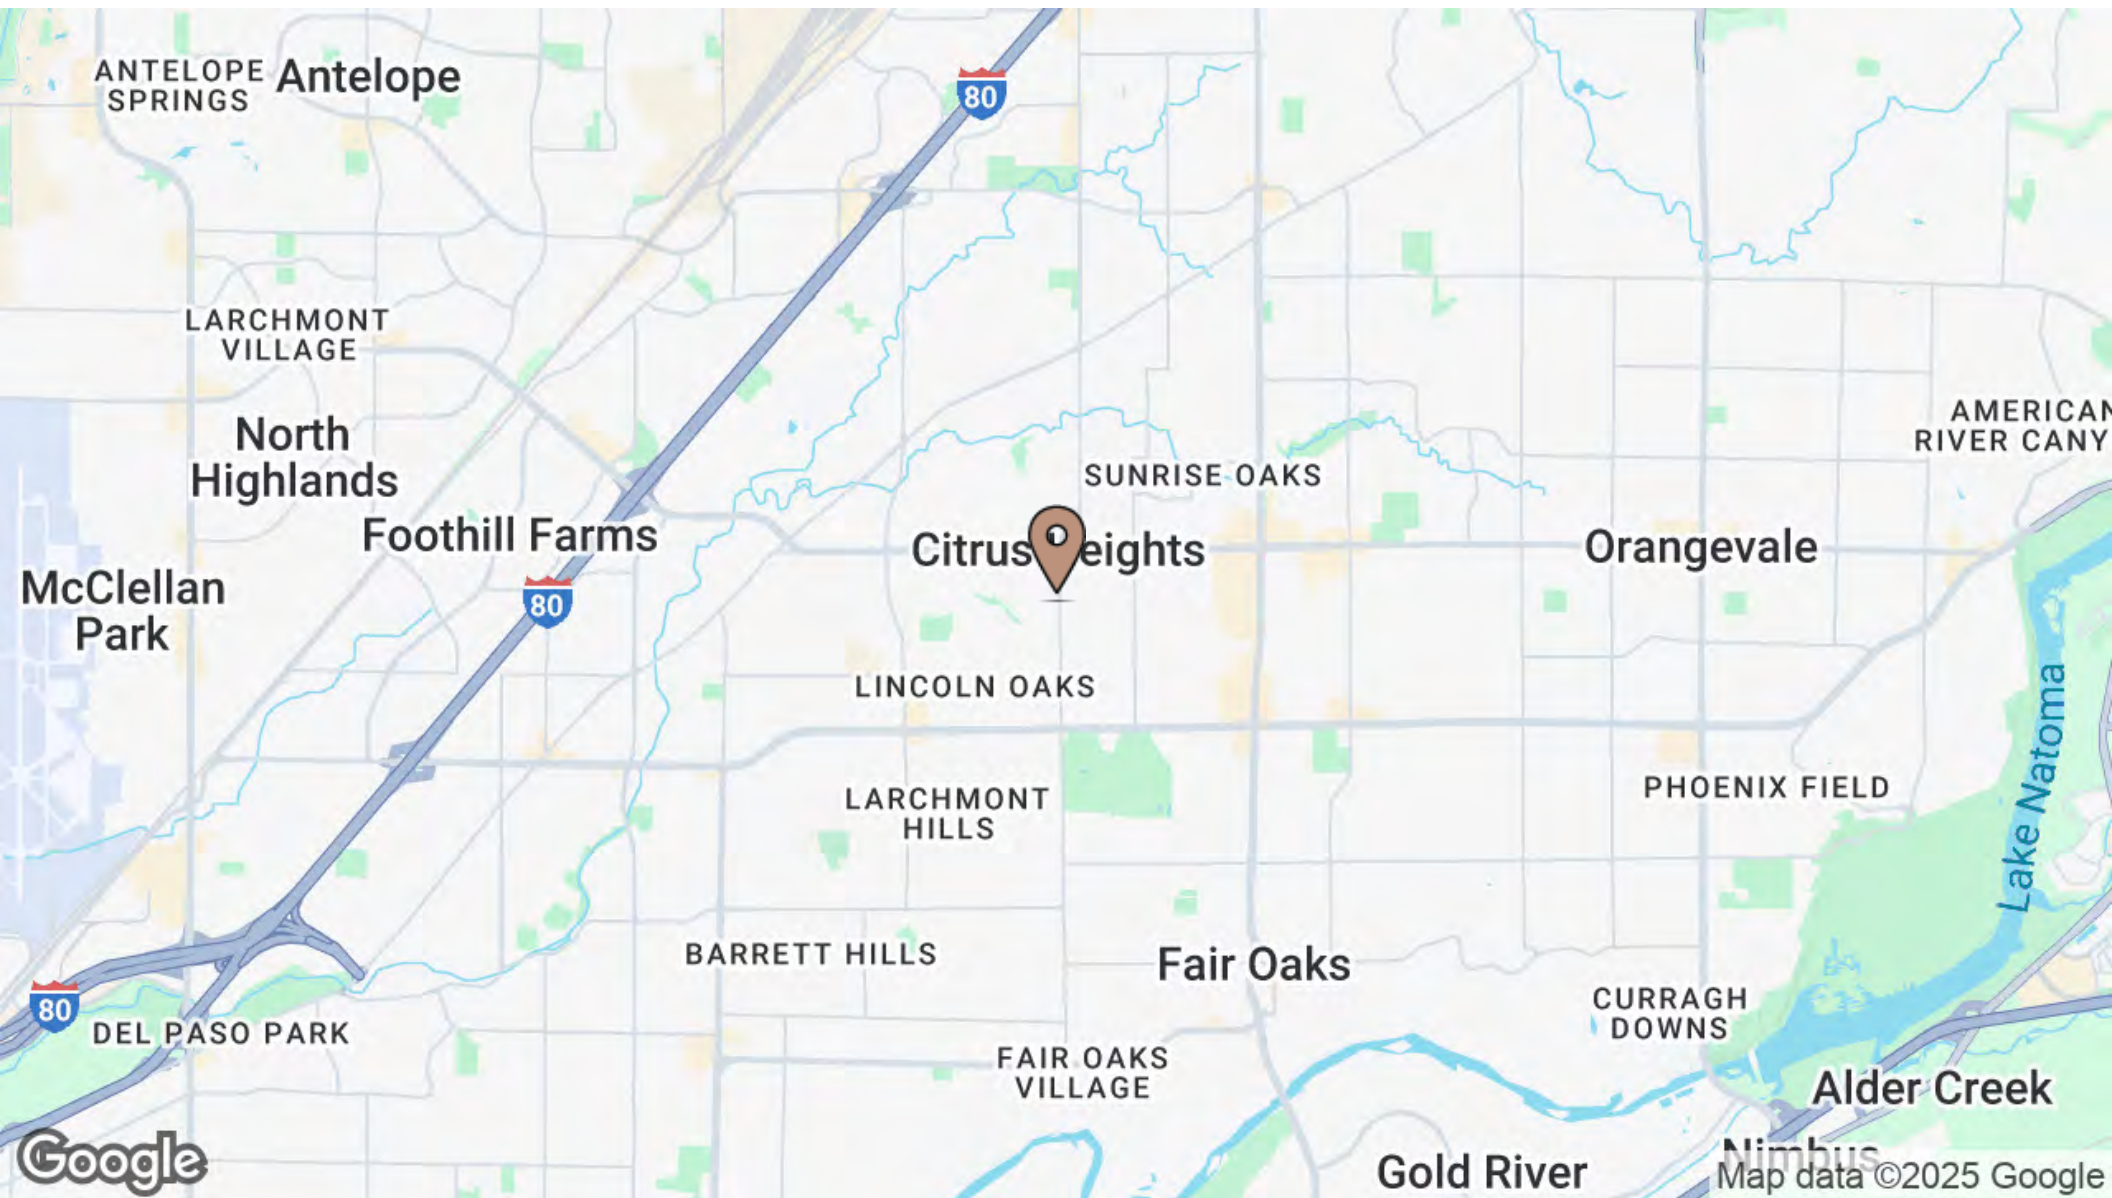 ANTELOPE
SPRINGS
Antelope
80
LARCHMONT
VILLAGE
North
Highlands
AMERICAN
RIVER CANY
SUNRISE OAKS
Foothill Farms
Citrus
eights
Orangevale
McClellan
Park
80
LINCOLN OAKS
Lake Natoma
LARCHMONT
HILLS
PHOENIX FIELD
BARRETT HILLS
Fair Oaks
80
DEL PASO PARK
CURRAGH
DOWNS
FAIR OAKS
VILLAGE
Alder Creek
Google
Gold River
Nimbus
Map data ©2025 Google